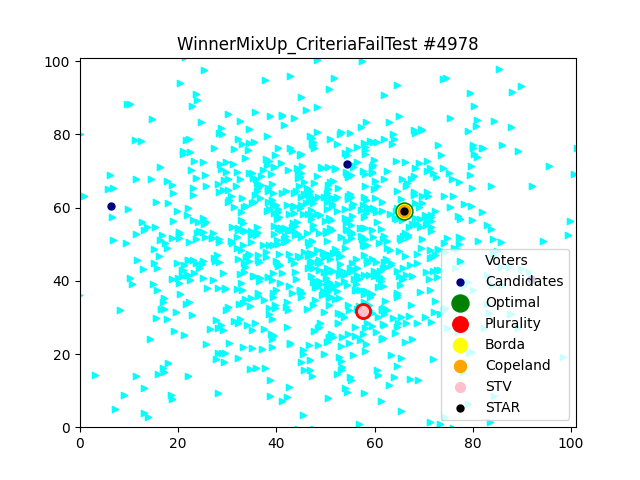 WinnerMixUp_CriteriaFailTest #4978
100
80
60
40
20
0
0
20
40
60
80
100
Voters
Candidates
Optimal
Plurality
Borda
Copeland
STV
STAR